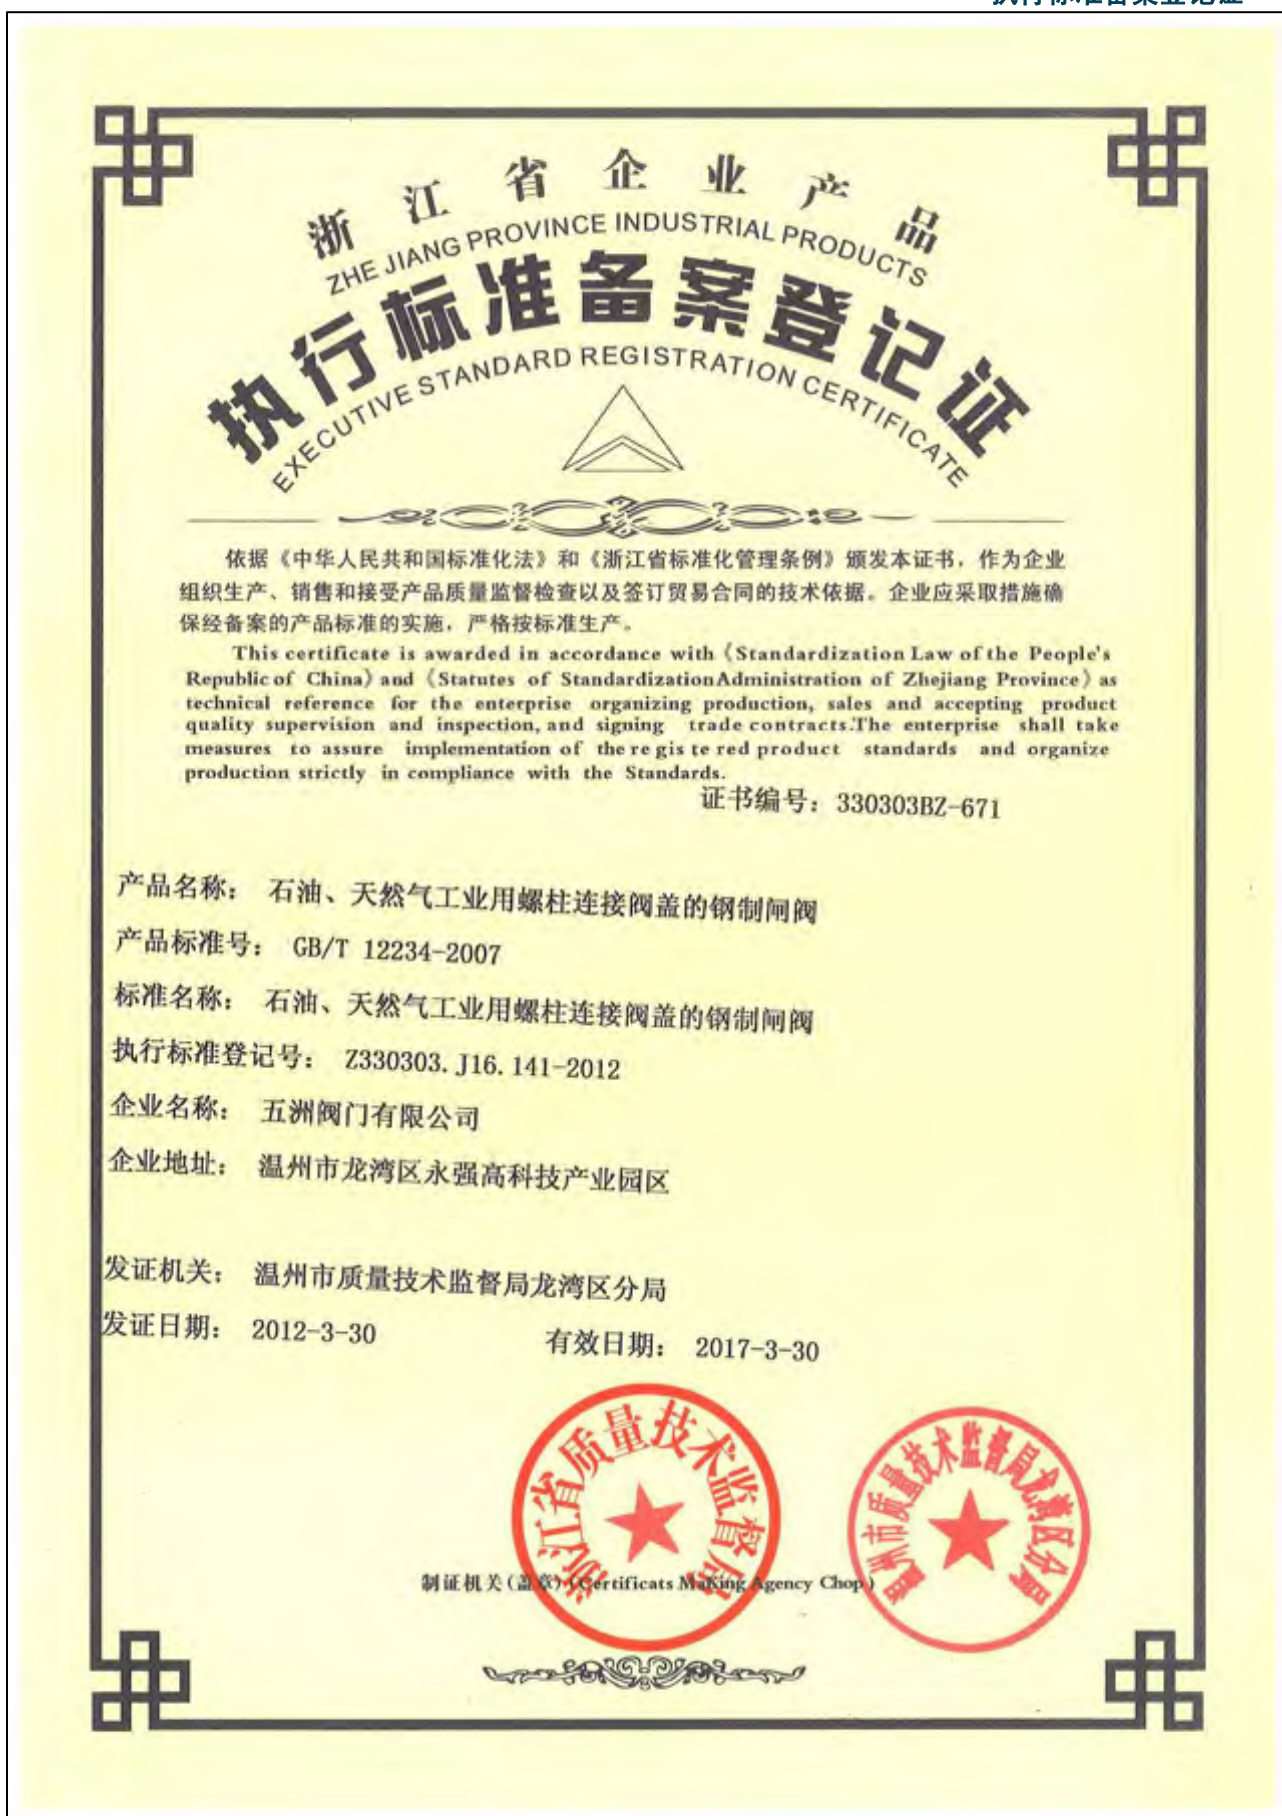 执行标准备案登记证
浙江省企业产品
ZHE JIANG PROVINCE INDUSTRIAL PRODUCTS
执行标准备案登记证
EXECUTIVE STANDARD REGISTRATION CERTIFICATE
依据《中华人民共和国标准化法》和《浙江省标准化管理条例》颁发本证书，作为企业
组织生产、销售和接受产品质量监督检查以及签订贸易合同的技术依据。企业应采取措施确
保经备案的产品标准的实施，严格按标准生产。
This certificate is awarded in accordance with《Standardization Law of the People's
Republic of China》and《Statutes of Standardization Administration of Zhejiang Province》as
technical reference for the enterprise organizing production, sales and accepting product
quality supervision and inspection, and signing trade contracts.The enterprise shall take
measures to assure implementation of the re gis te red product standards and organize
production strictly in compliance with the Standards.
证书编号：330303BZ-671
产品名称：石油、天然气工业用螺柱连接阀盖的钢制闸阀
产品标准号：GB/T 12234-2007
标准名称：石油、天然气工业用螺柱连接阀盖的钢制闸阀
执行标准登记号：Z330303.J16.141-2012
企业名称：五洲阀门有限公司
企业地址：温州市龙湾区永强高科技产业园区
发证机关：温州市质量技术监督局龙湾区分局
发证日期：2012-3-30 有效日期：2017-3-30
浙江省质量技术监督局
温州市质量技术监督局龙湾区分局
制证机关(盖章)(Certificats Making Agency Chop)